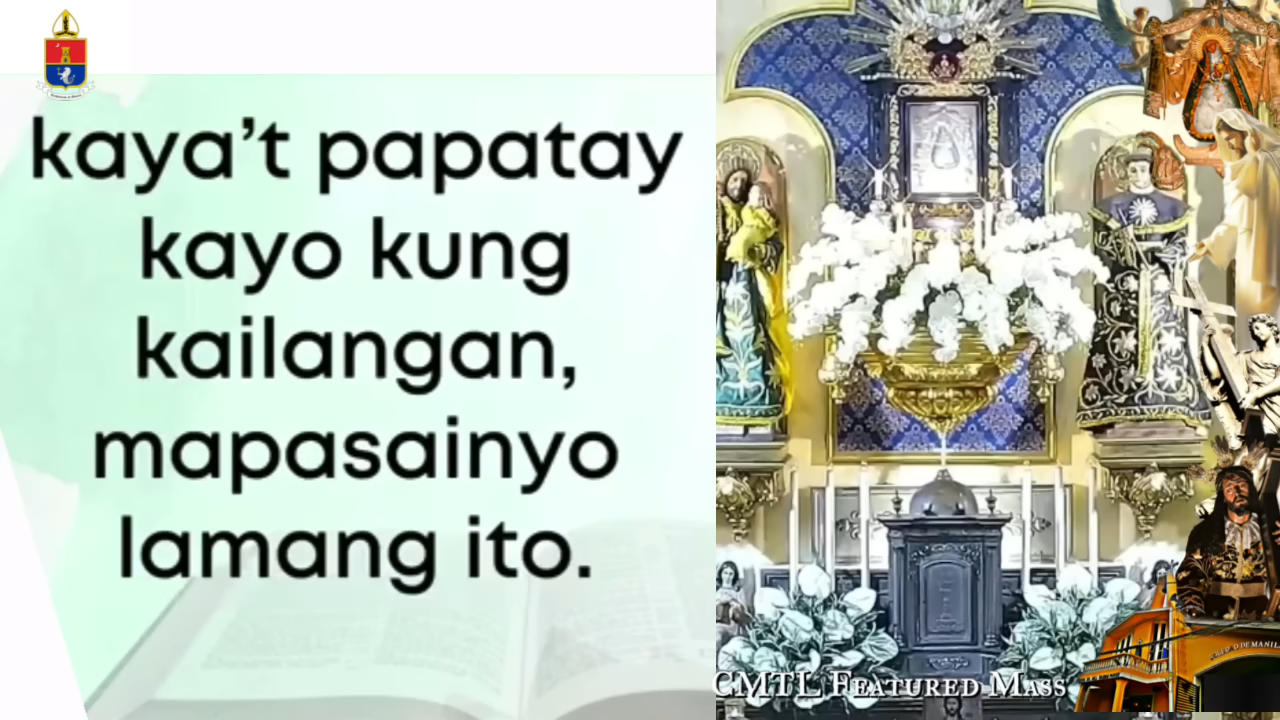 kaya't papatay
kayo kung
kailangan,
mapasainyo
lamang ito.
CMTL Featured Mass